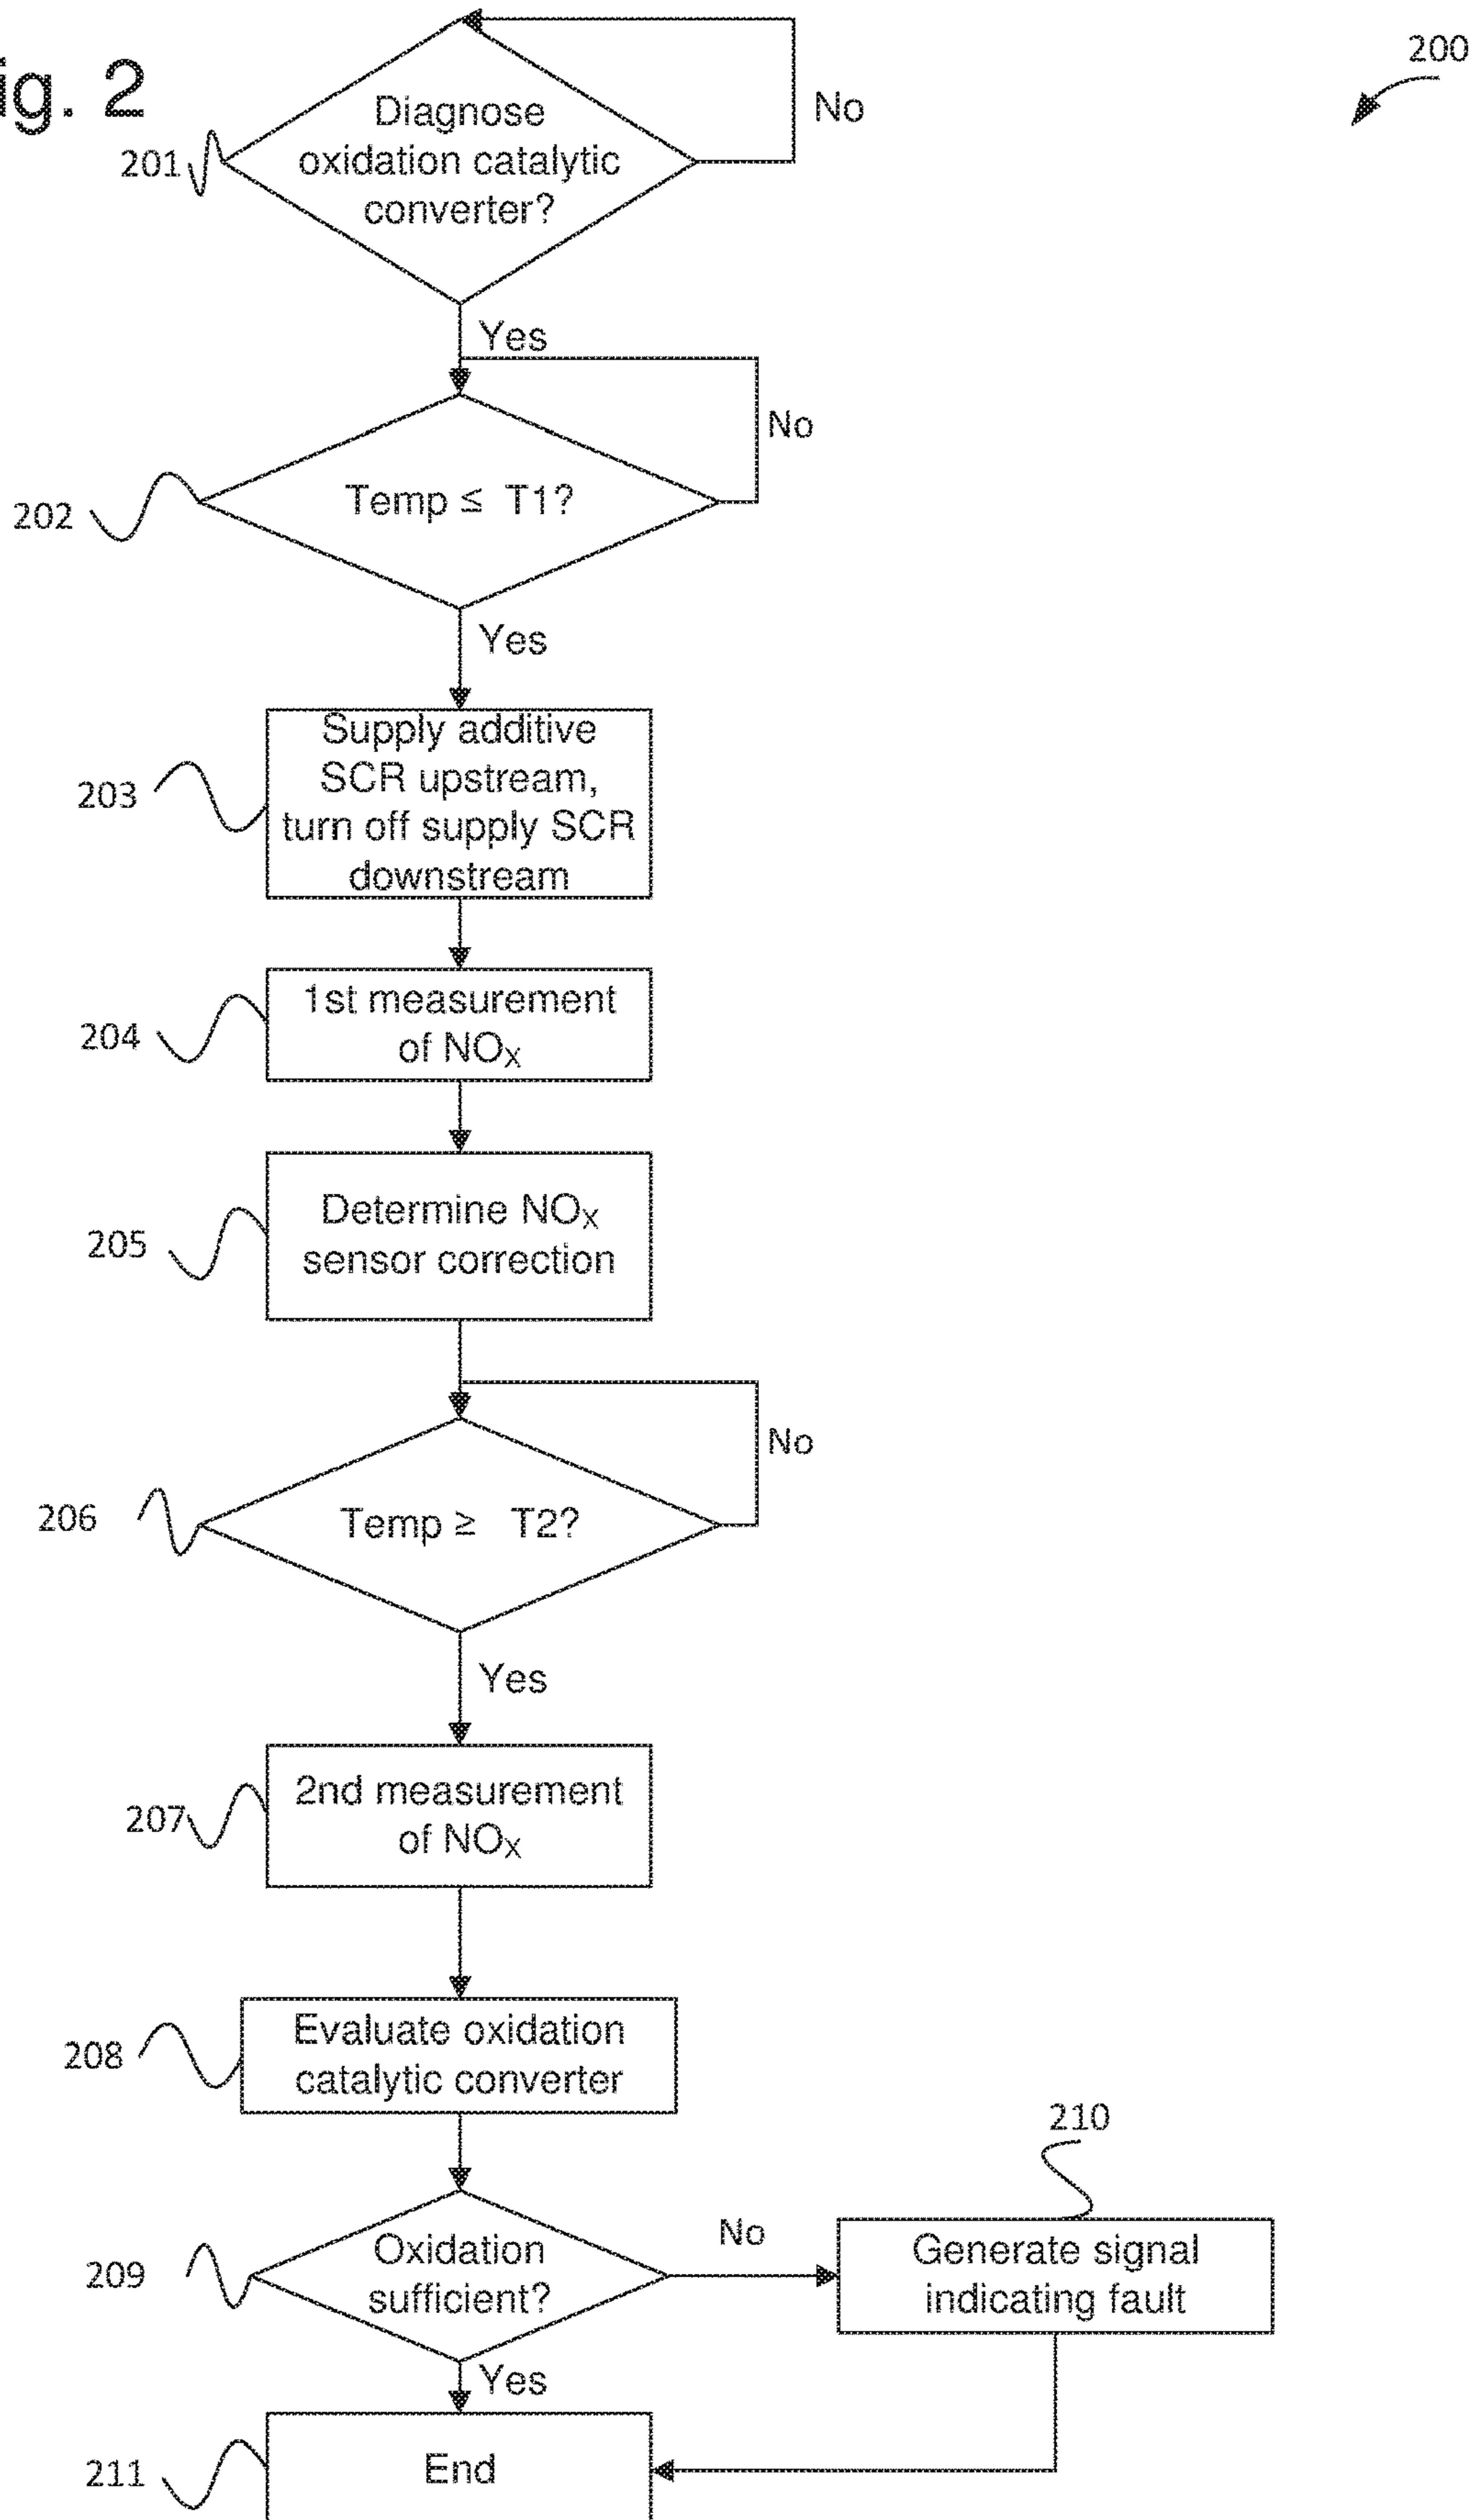 ig. 2
200
Diagnose
oxidation catalytic
converter?
No
201
Yes
No
Temp ≤ T1?
202
Yes
Supply additive
SCR upstream,
turn off supply SCR
downstream
203
1st measurement
of NOX
204
Determine NOX
sensor correction
205
No
Temp ≥ T2?
206
Yes
2nd measurement
of NOX
207
Evaluate oxidation
catalytic converter
208
210
Oxidation
sufficient?
209
No
Generate signal
indicating fault
Yes
End
211